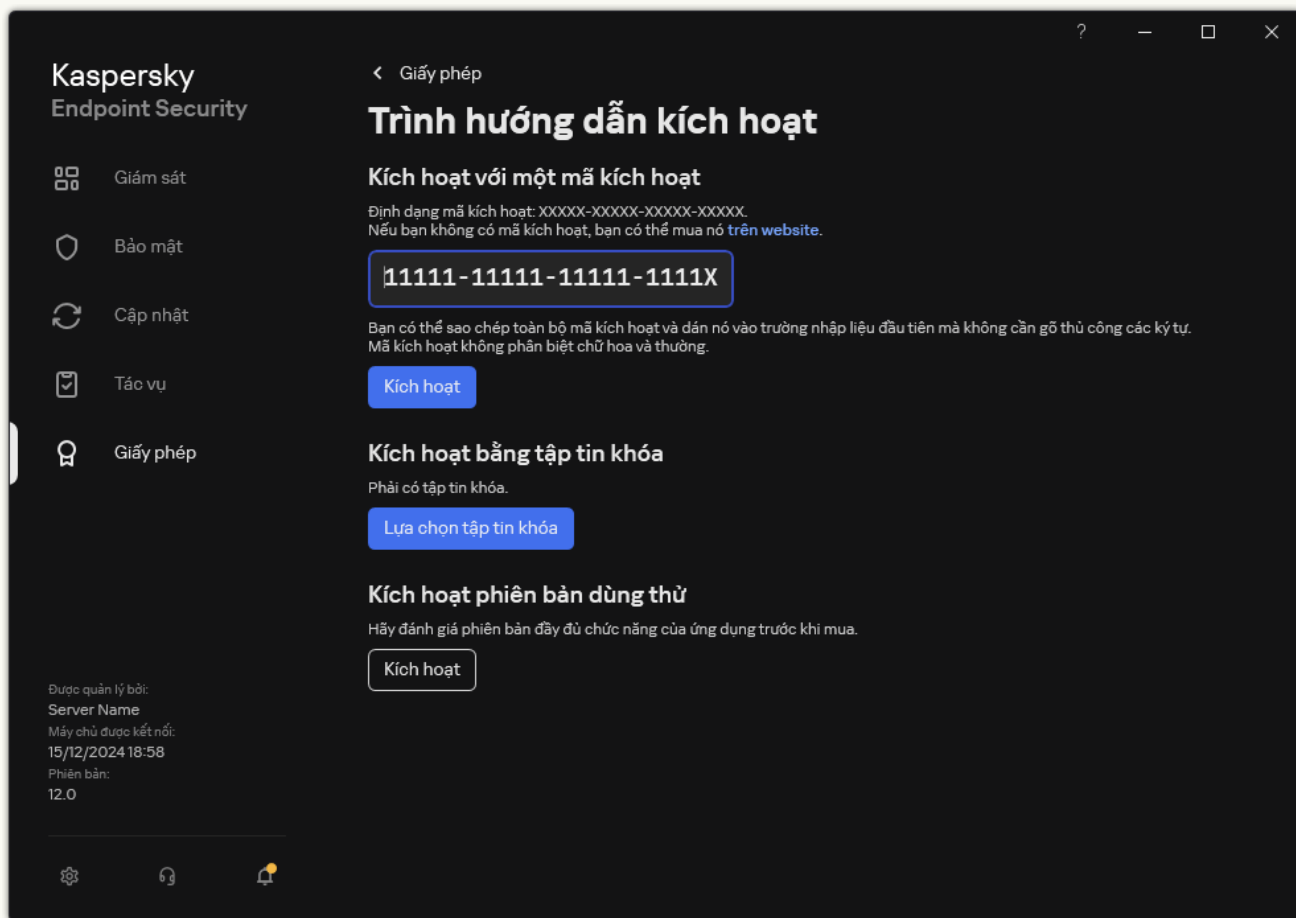 ?
Kaspersky
Endpoint Security
Giám sát
Bảo mật
Cập nhật
Tác vụ
Giấy phép
Được quản lý bởi:
Server Name
Máy chủ được kết nối:
15/12/2024 18:58
Phiên bản:
12.0
Giấy phép
Trình hướng dẫn kích hoạt
Kích hoạt với một mã kích hoạt
Định dạng mã kích hoạt: XXXXX-XXXXX-XXXXX-XXXXX.
Nếu bạn không có mã kích hoạt, bạn có thể mua nó trên website.
11111-11111-11111-1111X
Bạn có thể sao chép toàn bộ mã kích hoạt và dán nó vào trường nhập liệu đầu tiên mà không cần gõ thủ công các ký tự.
Mã kích hoạt không phân biệt chữ hoa và thường.
Kích hoạt
Kích hoạt bằng tập tin khóa
Phải có tập tin khóa.
Lựa chọn tập tin khóa
Kích hoạt phiên bản dùng thử
Hãy đánh giá phiên bản đầy đủ chức năng của ứng dụng trước khi mua.
Kích hoạt